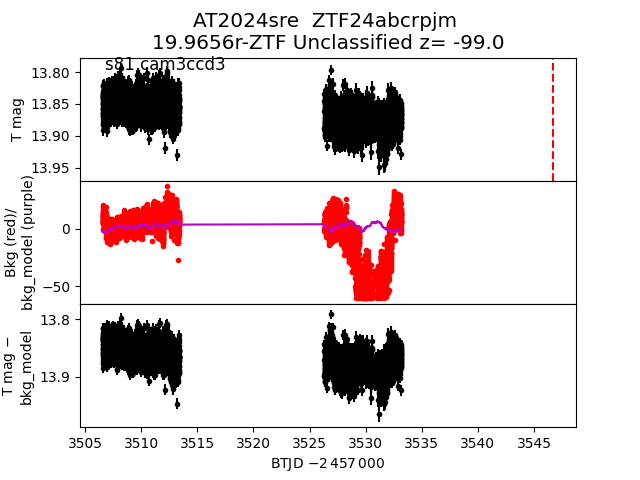 AT2024sre  ZTF24abcrpjm
19.9656r-ZTF Unclassified z= -99.0
s81 cam3ccd3
13.80
13.85
13.90
13.95
T mag
0
−50
Bkg (red)/
bkg_model (purple)
13.8
13.9
T mag −
bkg_model
3505 3510 3515 3520 3525 3530 3535 3540 3545
BTJD −2 457 000